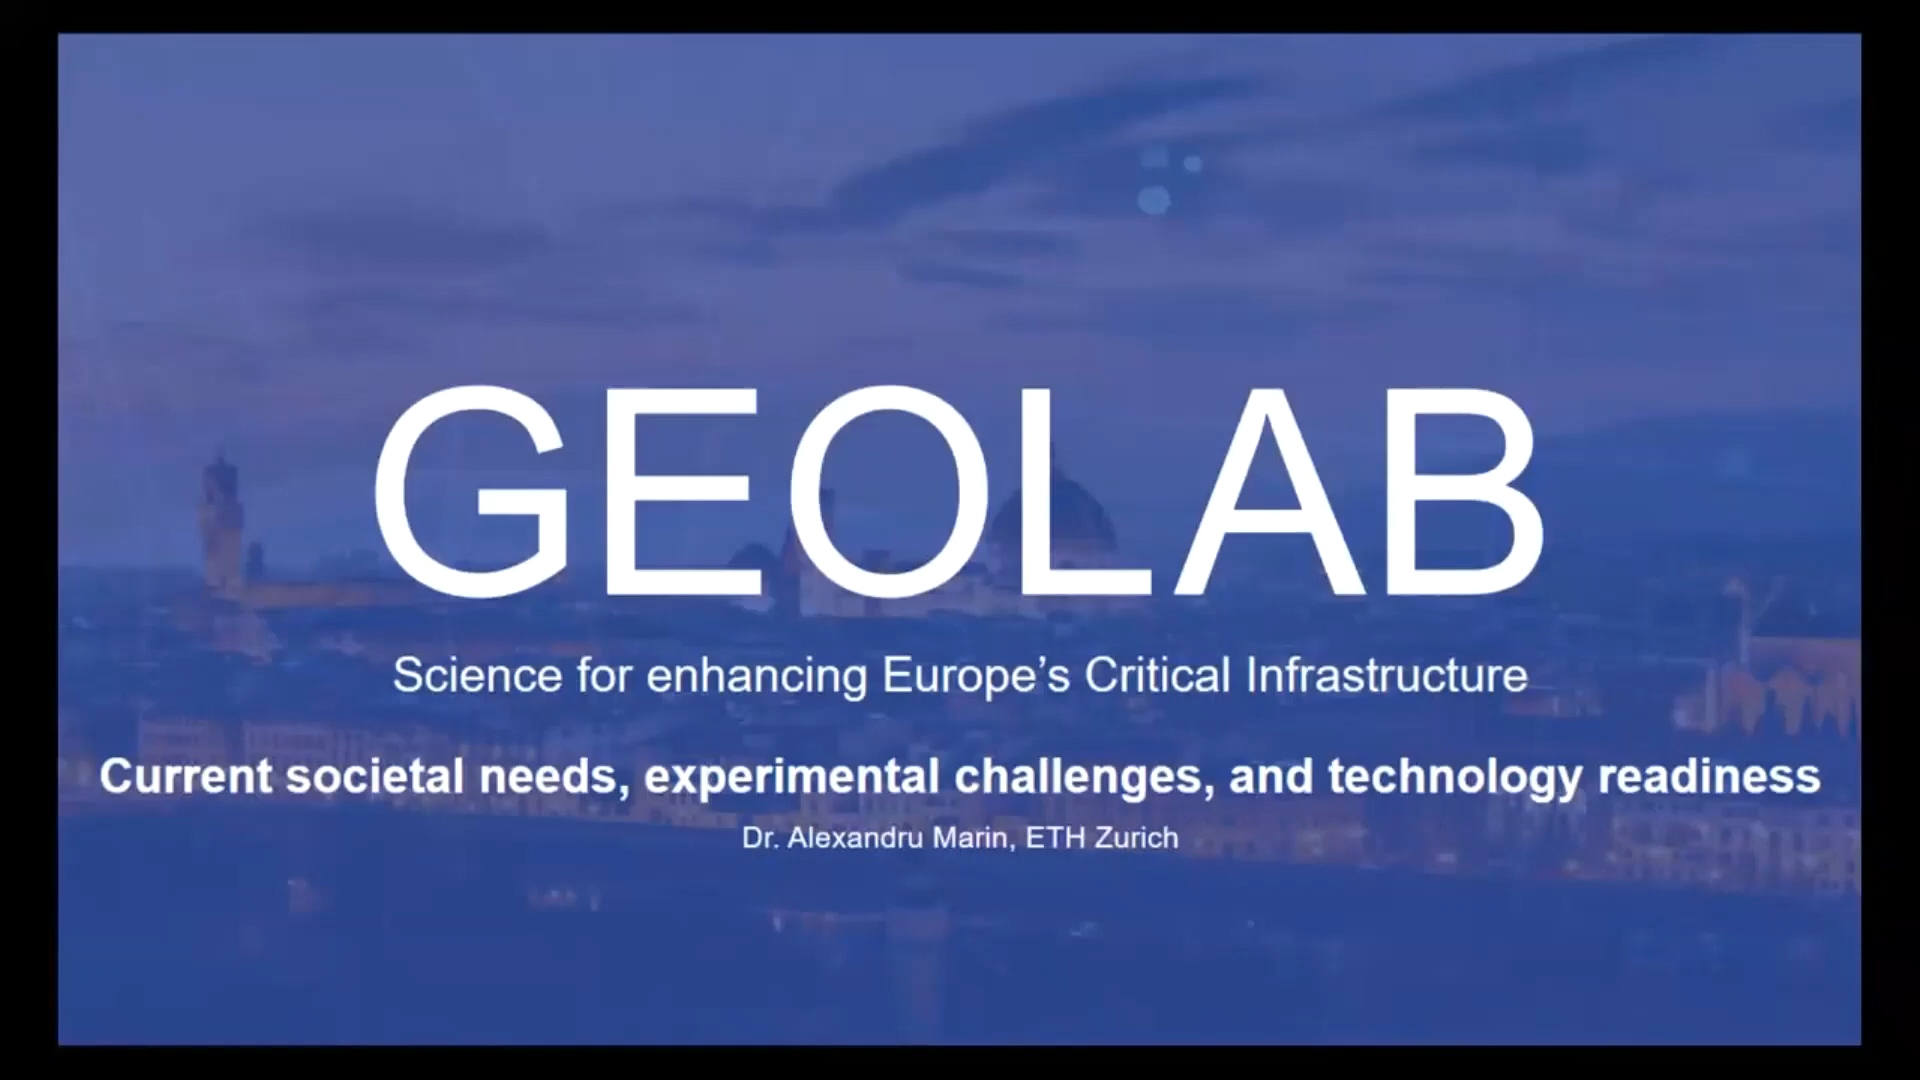 GEOLAB
Science for enhancing Europe’s Critical Infrastructure
Current societal needs, experimental challenges, and technology readiness
Dr. Alexandru Marin, ETH Zurich